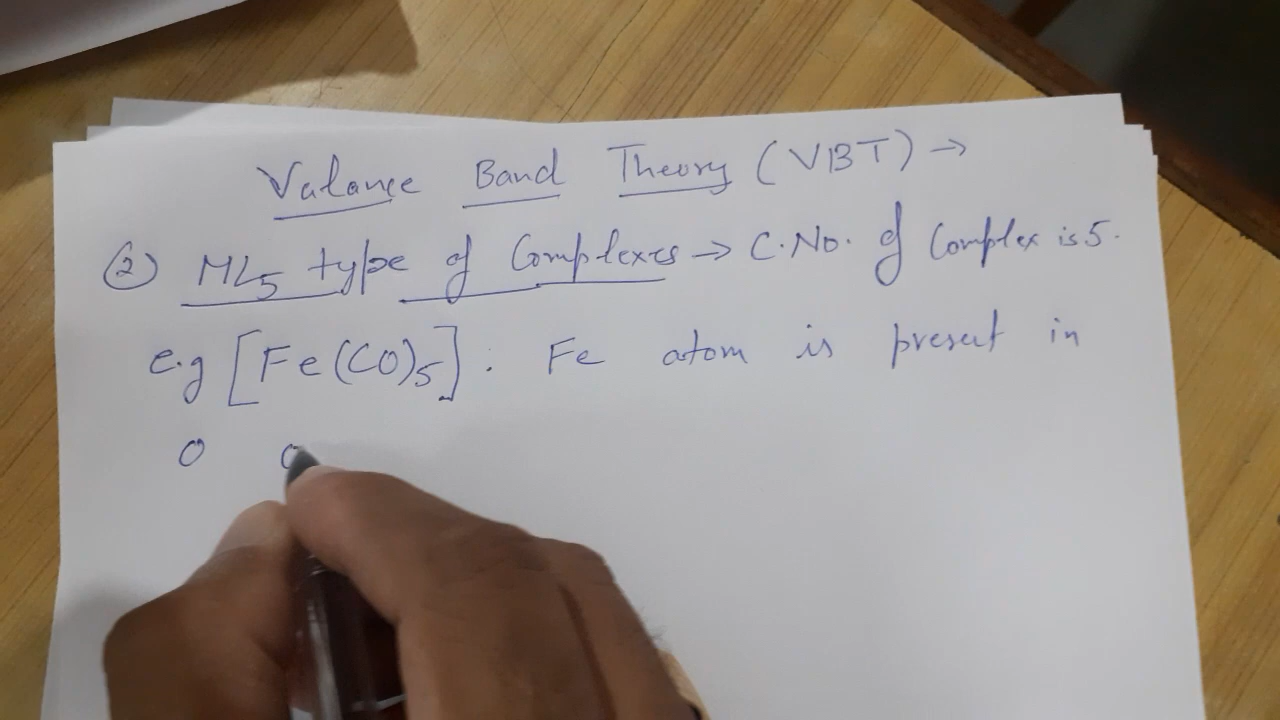 Valance Band Theory (VBT) →
② ML5 type of Complexes → C.No. of Complex is 5.
e.g [Fe(CO)5]. Fe atom is present in
0 o